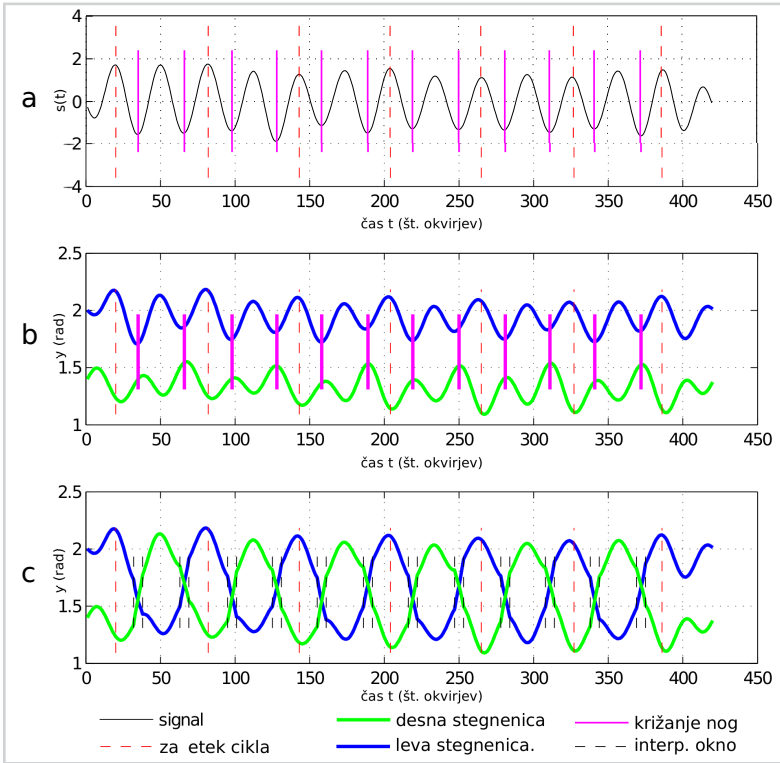 a
s(t)
4
2
0
−2
−4
0 50 100 150 200 250 300 350 400 450
čas t (št. okvirjev)
b
y (rad)
2.5
2
1.5
1
0 50 100 150 200 250 300 350 400 450
čas t (št. okvirjev)
c
y (rad)
2.5
2
1.5
1
0 50 100 150 200 250 300 350 400 450
čas t (št. okvirjev)
signal desna stegnenica križanje nog
za etek cikla leva stegnenica. interp. okno